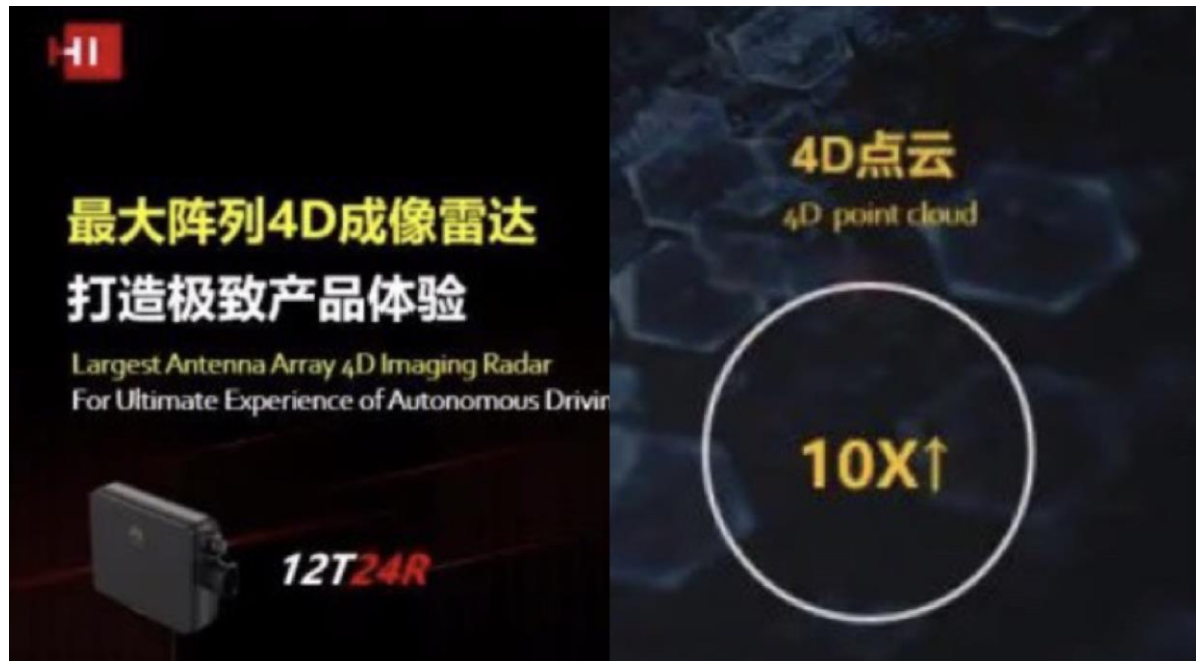 HI
最大阵列4D成像雷达
打造极致产品体验
Largest Antenna Array 4D Imaging Radar
For Ultimate Experience of Autonomous Drivin
12T24R
4D点云
4D point cloud
10X↑